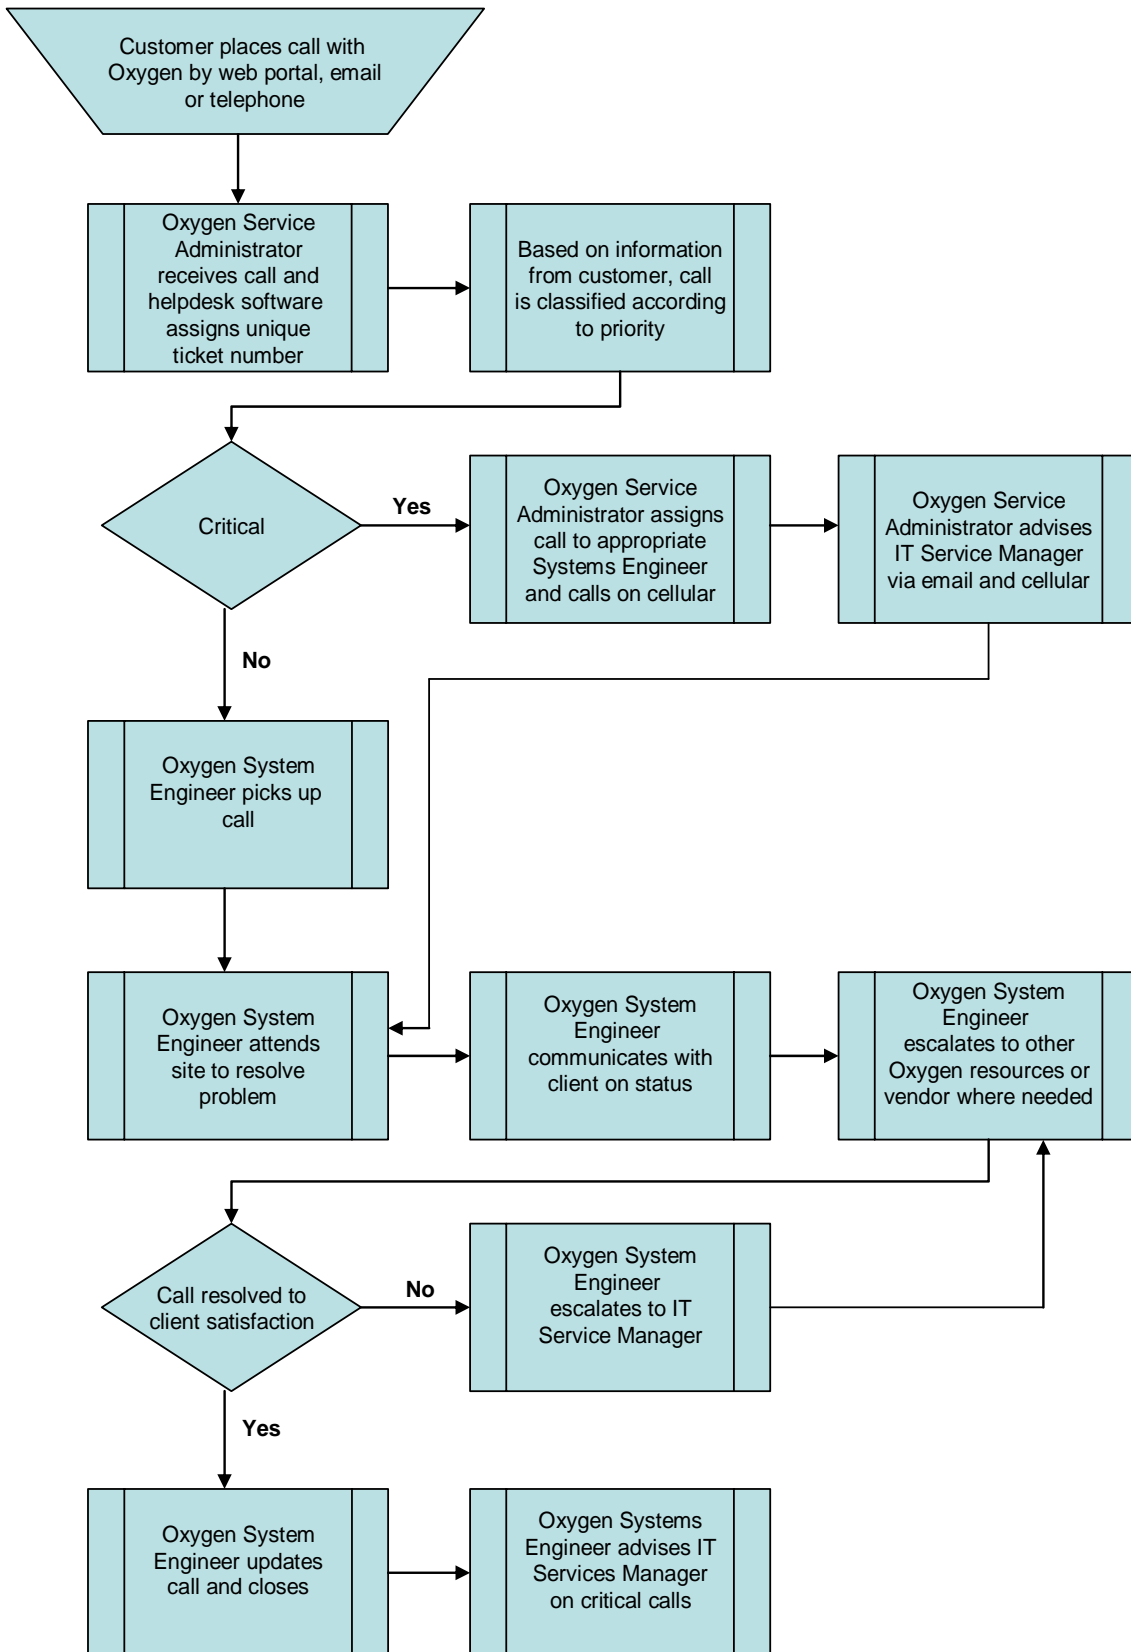 Customer places call with
Oxygen by web portal, email
or telephone
Oxygen Service
Administrator
receives call and
helpdesk software
assigns unique
ticket number
Based on information
from customer, call
is classified according
to priority
Critical
Yes
Oxygen Service
Administrator assigns
call to appropriate
Systems Engineer
and calls on cellular
Oxygen Service
Administrator advises
IT Service Manager
via email and cellular
No
Oxygen System
Engineer picks up
call
Oxygen System
Engineer attends
site to resolve
problem
Oxygen System
Engineer
communicates with
client on status
Oxygen System
Engineer
escalates to other
Oxygen resources or
vendor where needed
Call resolved to
client satisfaction
No
Oxygen System
Engineer
escalates to IT
Service Manager
Yes
Oxygen System
Engineer updates
call and closes
Oxygen Systems
Engineer advises IT
Services Manager
on critical calls